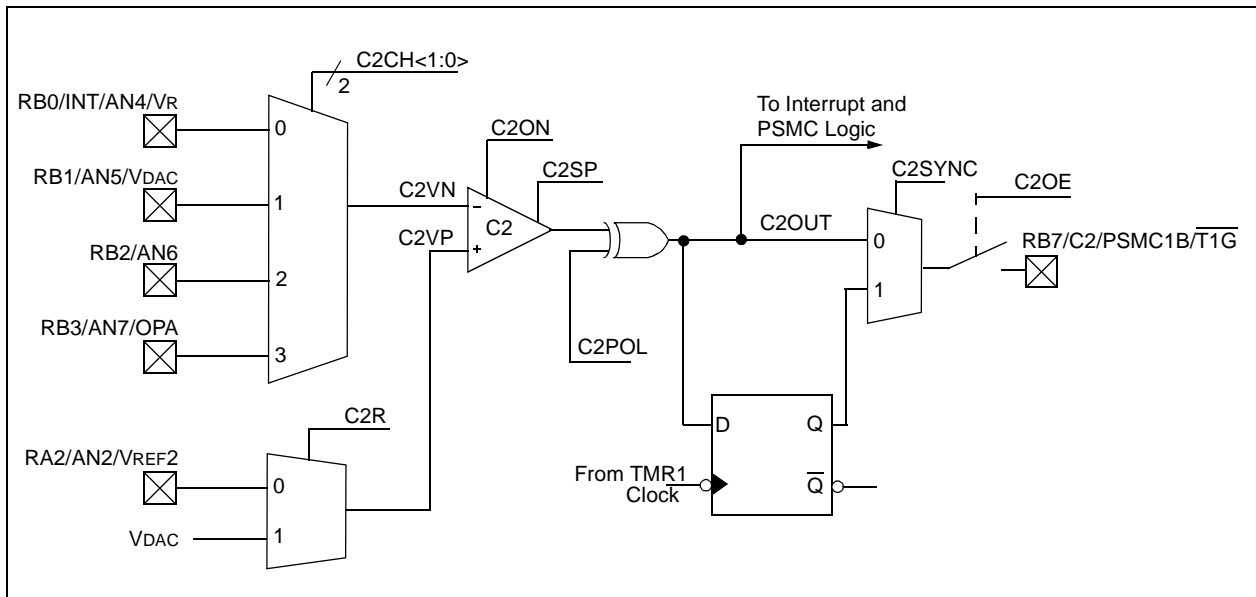 C2CH<1:0>
2
RB0/INT/AN4/VR
0
RB1/AN5/VDAC
1
RB2/AN6
2
RB3/AN7/OPA
3
C2R
RA2/AN2/VREF2
0
VDAC
1
C2ON
C2SP
C2VN
–
C2
C2VP
+
C2POL
To Interrupt and
PSMC Logic
C2OUT
C2SYNC
0
1
C2OE
RB7/C2/PSMC1B/T1G
D
Q
From TMR1
Clock
Q